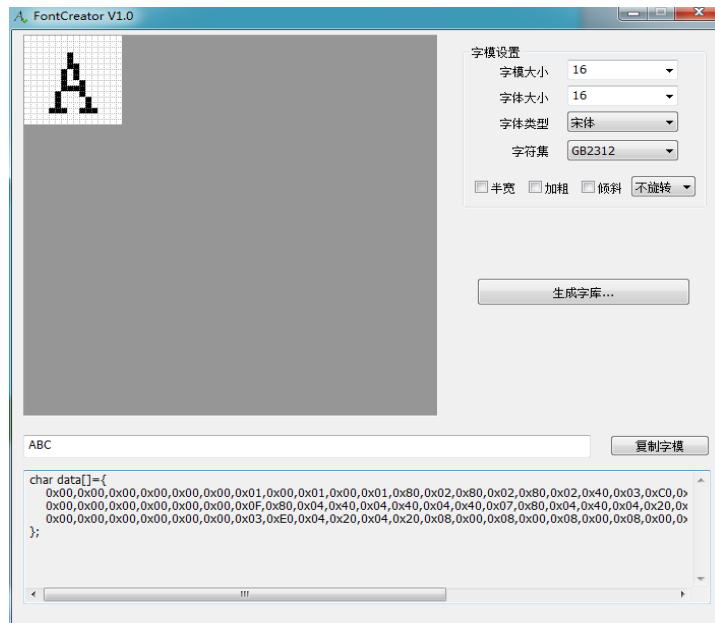 FontCreator V1.0
字模设置
字模大小 16
字体大小 16
字体类型 宋体
字符集 GB2312
半宽 加粗 倾斜 不旋转
生成字库...
ABC
复制字模
char data[]={
0x00,0x00,0x00,0x00,0x00,0x00,0x01,0x00,0x01,0x00,0x01,0x80,0x02,0x80,0x02,0x80,0x02,0x40,0x03,0xC0,0x
0x00,0x00,0x00,0x00,0x00,0x00,0x0F,0x80,0x04,0x40,0x04,0x40,0x04,0x40,0x07,0x80,0x04,0x40,0x04,0x20,0x
0x00,0x00,0x00,0x00,0x00,0x00,0x03,0xE0,0x04,0x20,0x04,0x20,0x08,0x00,0x08,0x00,0x08,0x00,0x08,0x00,0x
};